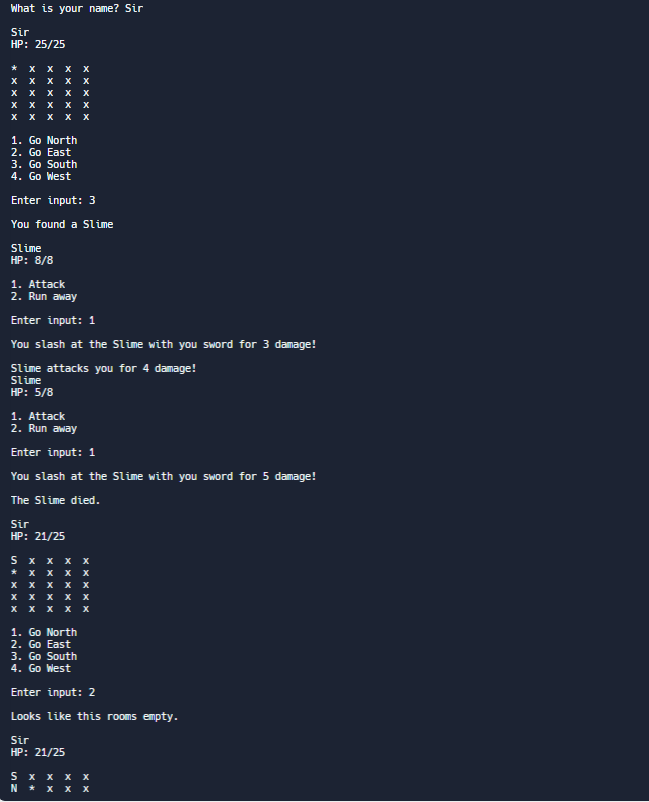 What is your name? Sir
Sir
HP: 25/25
*  x  x  x  x
x  x  x  x  x
x  x  x  x  x
x  x  x  x  x
x  x  x  x  x
1. Go North
2. Go East
3. Go South
4. Go West
Enter input: 3
You found a Slime
Slime
HP: 8/8
1. Attack
2. Run away
Enter input: 1
You slash at the Slime with you sword for 3 damage!
Slime attacks you for 4 damage!
Slime
HP: 5/8
1. Attack
2. Run away
Enter input: 1
You slash at the Slime with you sword for 5 damage!
The Slime died.
Sir
HP: 21/25
S  x  x  x  x
*  x  x  x  x
x  x  x  x  x
x  x  x  x  x
x  x  x  x  x
1. Go North
2. Go East
3. Go South
4. Go West
Enter input: 2
Looks like this rooms empty.
Sir
HP: 21/25
S  x  x  x  x
N  *  x  x  x